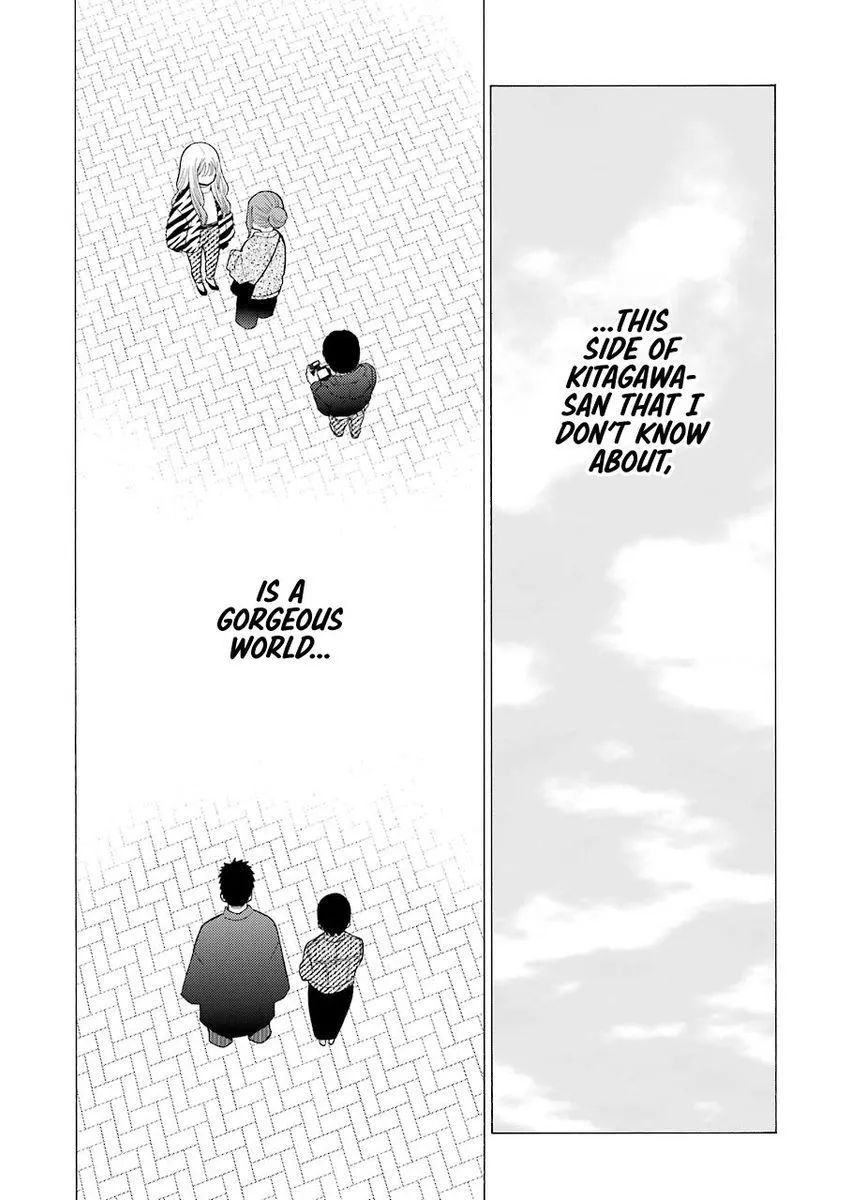 ...THIS
SIDE OF
KITAGAWA-
SAN THAT I
DON'T KNOW
ABOUT,
IS A
GORGEOUS
WORLD...